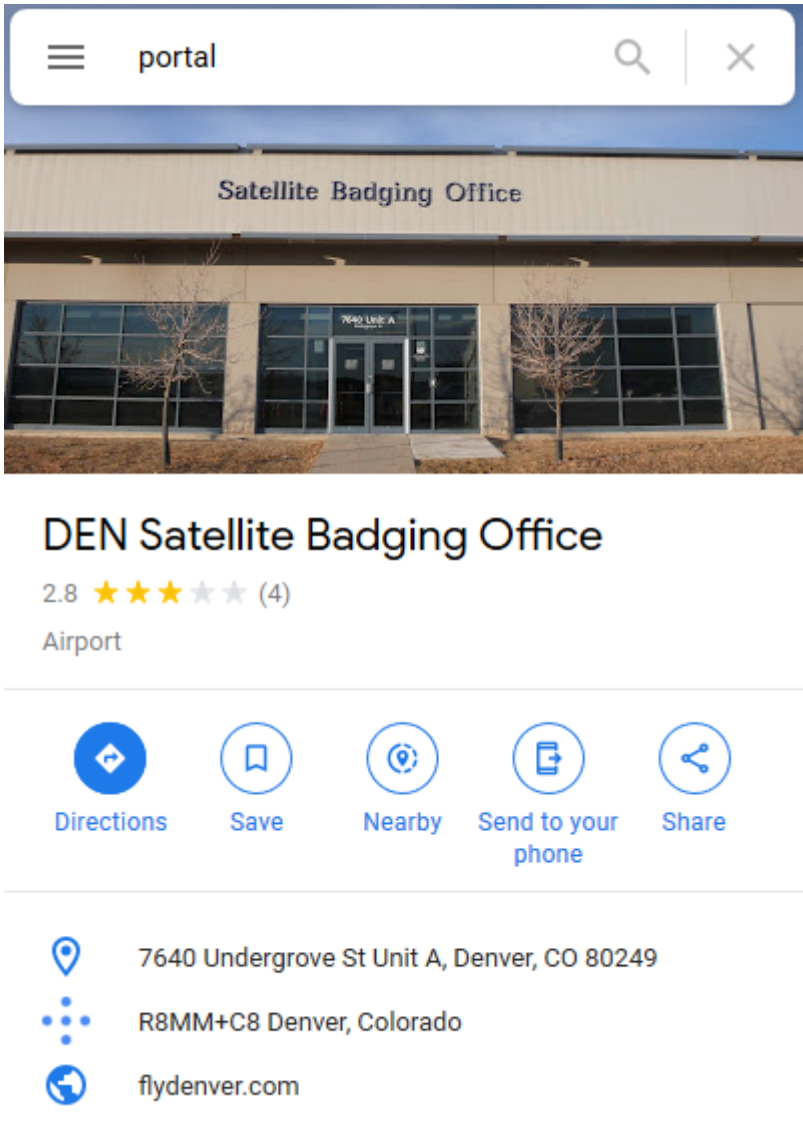 portal
Satellite Badging Office
7640 Unit A
DEN Satellite Badging Office
2.8 (4)
Airport
Directions
Save
Nearby
Send to your
phone
Share
7640 Undergrove St Unit A, Denver, CO 80249
R8MM+C8 Denver, Colorado
flydenver.com